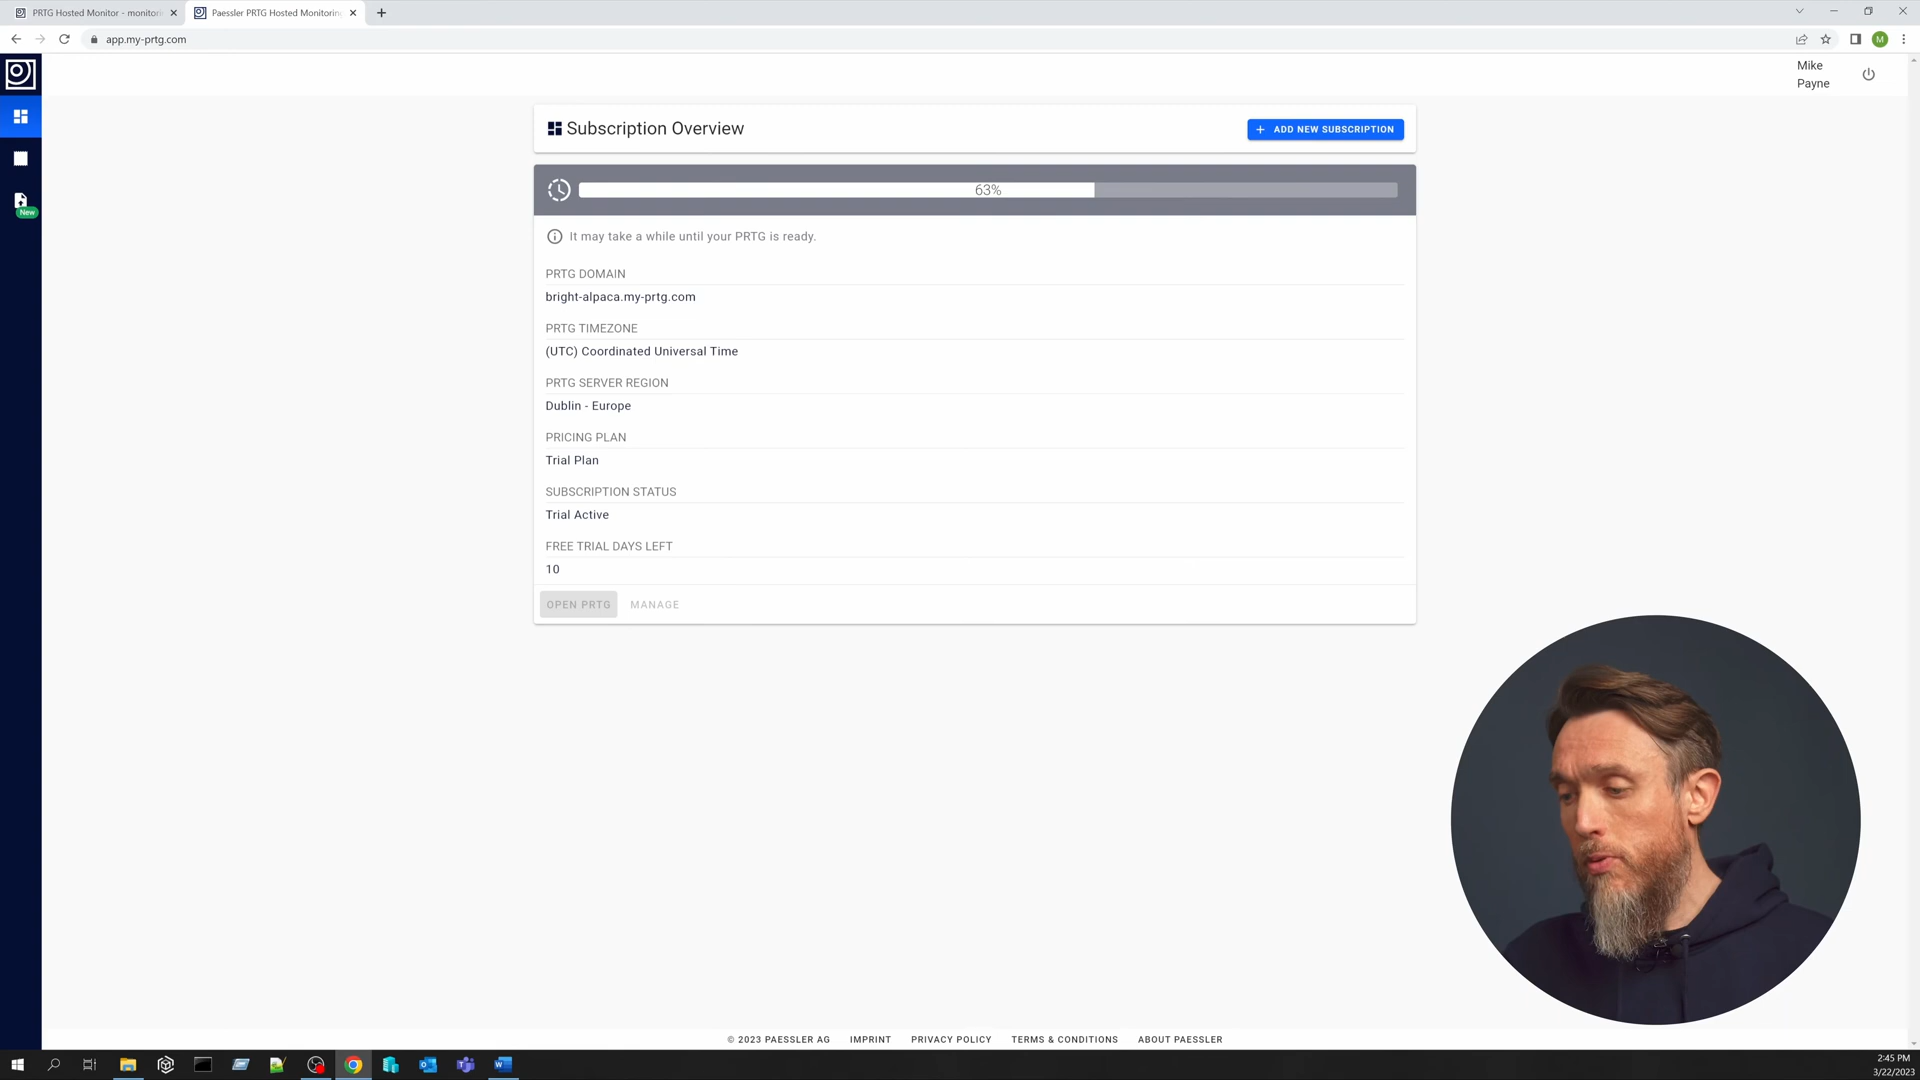 PRTG Hosted Monitor - monitori
Paessler PRTG Hosted Monitoring
app.my-prtg.com
M
Mike
Payne
Subscription Overview
ADD NEW SUBSCRIPTION
63%
It may take a while until your PRTG is ready.
PRTG DOMAIN
bright-alpaca.my-prtg.com
PRTG TIMEZONE
(UTC) Coordinated Universal Time
PRTG SERVER REGION
Dublin - Europe
PRICING PLAN
Trial Plan
SUBSCRIPTION STATUS
Trial Active
FREE TRIAL DAYS LEFT
10
OPEN PRTG MANAGE
New
© 2023 PAESSLER AG IMPRINT PRIVACY POLICY TERMS & CONDITIONS ABOUT PAESSLER
2:45 PM
3/22/2023